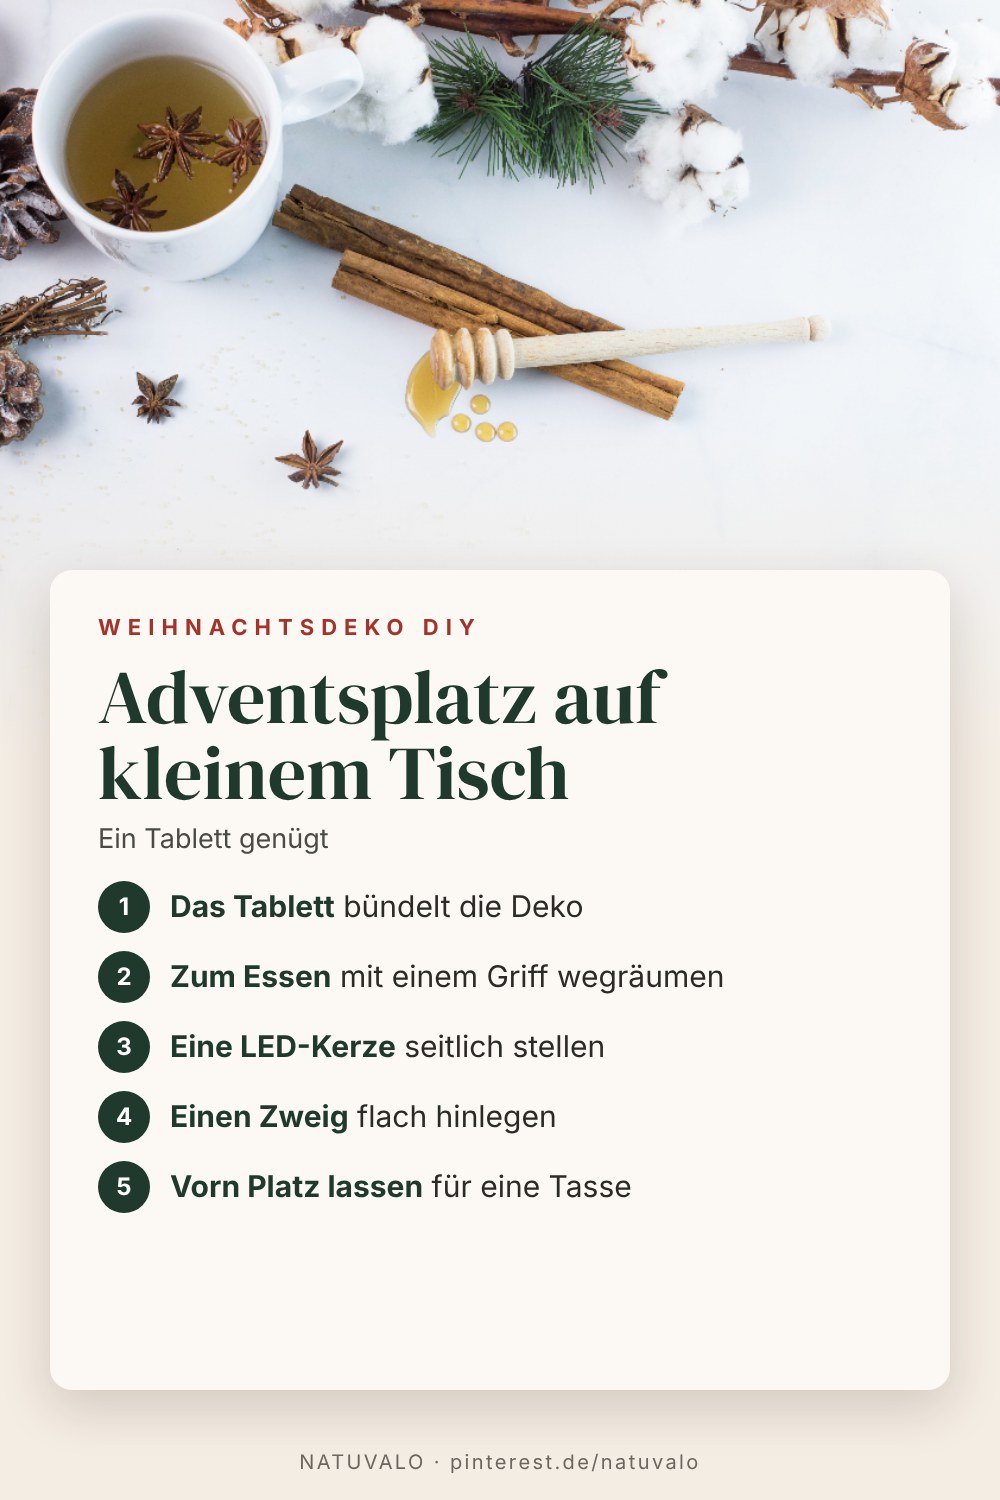 WEIHNACHTSDEKO DIY
Adventsplatz auf
kleinem Tisch
Ein Tablett genügt
1 Das Tablett bündelt die Deko
2 Zum Essen mit einem Griff wegräumen
3 Eine LED-Kerze seitlich stellen
4 Einen Zweig flach hinlegen
5 Vorn Platz lassen für eine Tasse
NATUVALO · pinterest.de/natuvalo